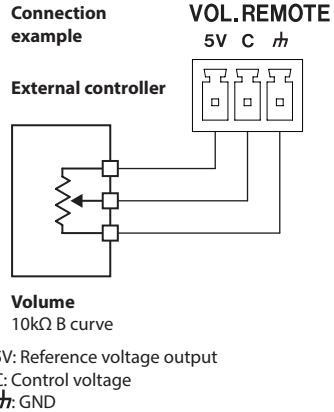 Connection
example
VOL.REMOTE
5V C
External controller
Volume
10kΩ B curve
5V: Reference voltage output
C: Control voltage
: GND